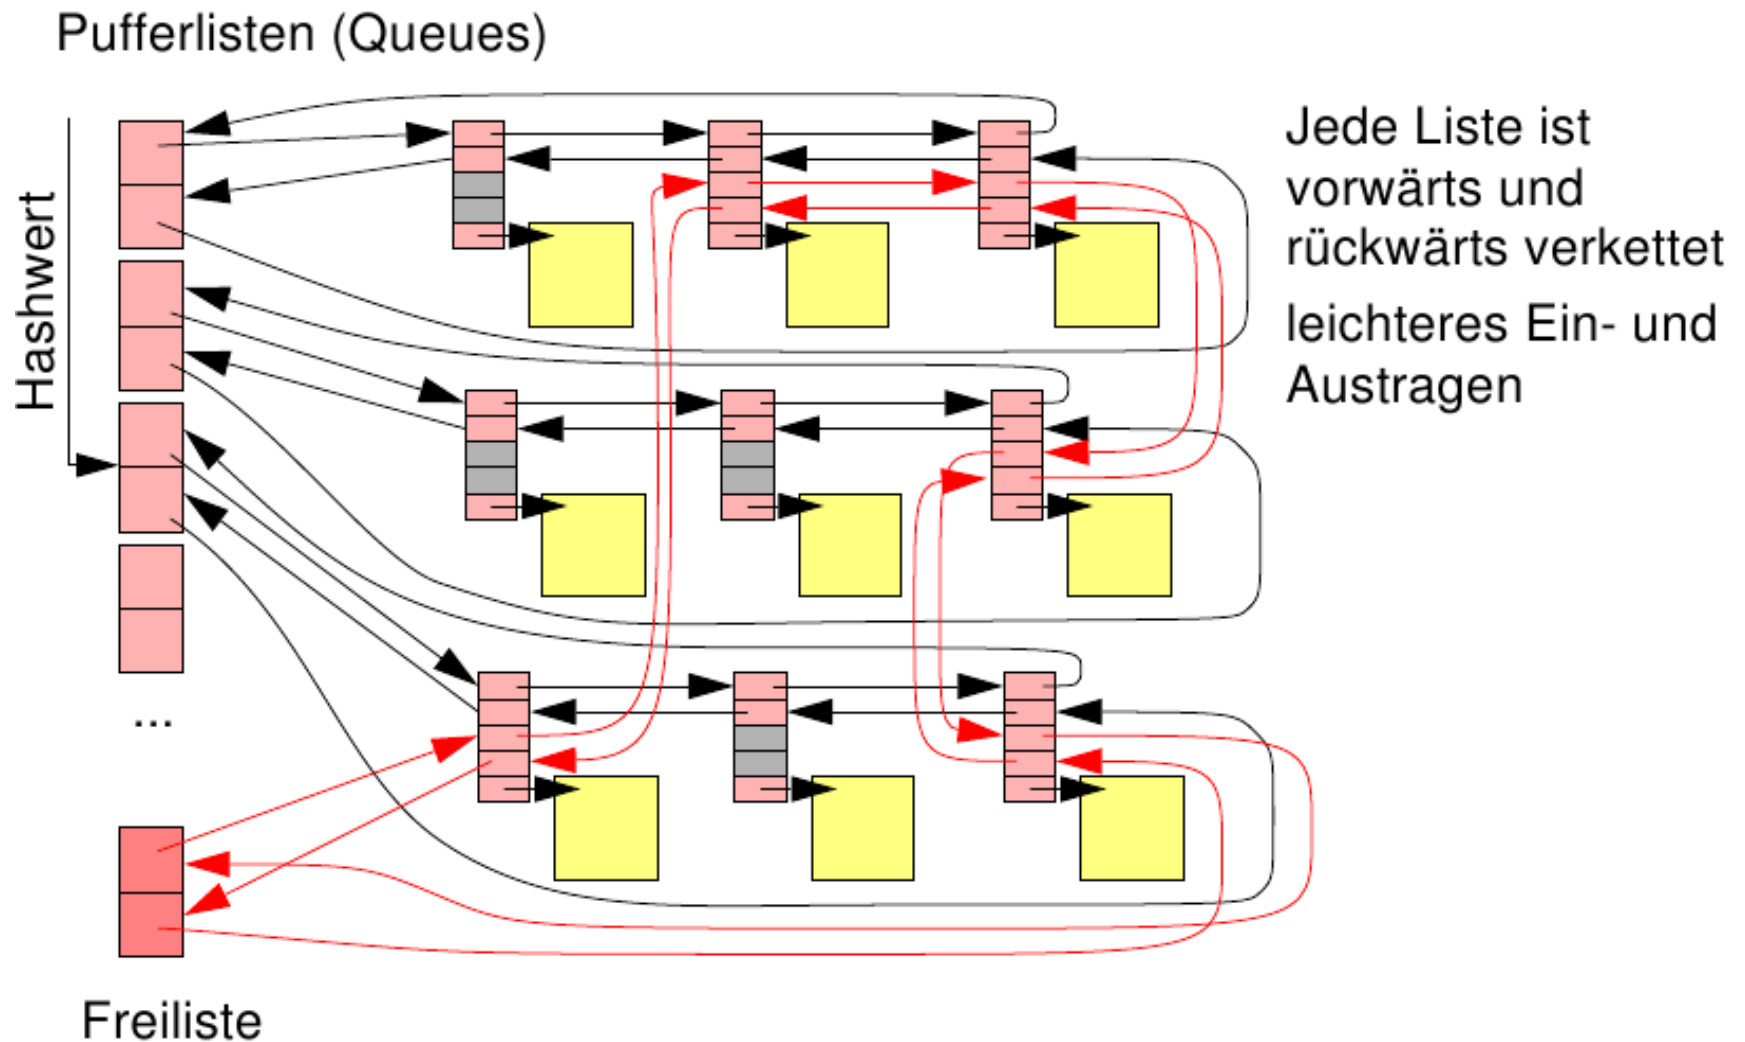 Pufferlisten (Queues)
Hashwert
Jede Liste ist
vorwärts und
rückwärts verkettet
leichteres Ein- und
Austragen
...
Freiliste